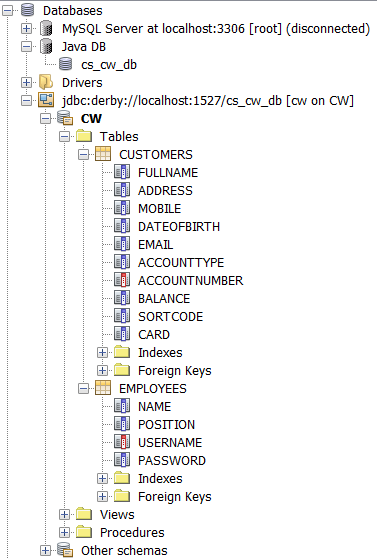 Databases
MySQL Server at localhost:3306 [root] (disconnected)
Java DB
cs_cw_db
Drivers
jdbc:derby://localhost:1527/cs_cw_db [cw on CW]
CW
Tables
CUSTOMERS
FULLNAME
ADDRESS
MOBILE
DATEOFBIRTH
EMAIL
ACCOUNTTYPE
ACCOUNTNUMBER
BALANCE
SORTCODE
CARD
Indexes
Foreign Keys
EMPLOYEES
NAME
POSITION
USERNAME
PASSWORD
Indexes
Foreign Keys
Views
Procedures
Other schemas